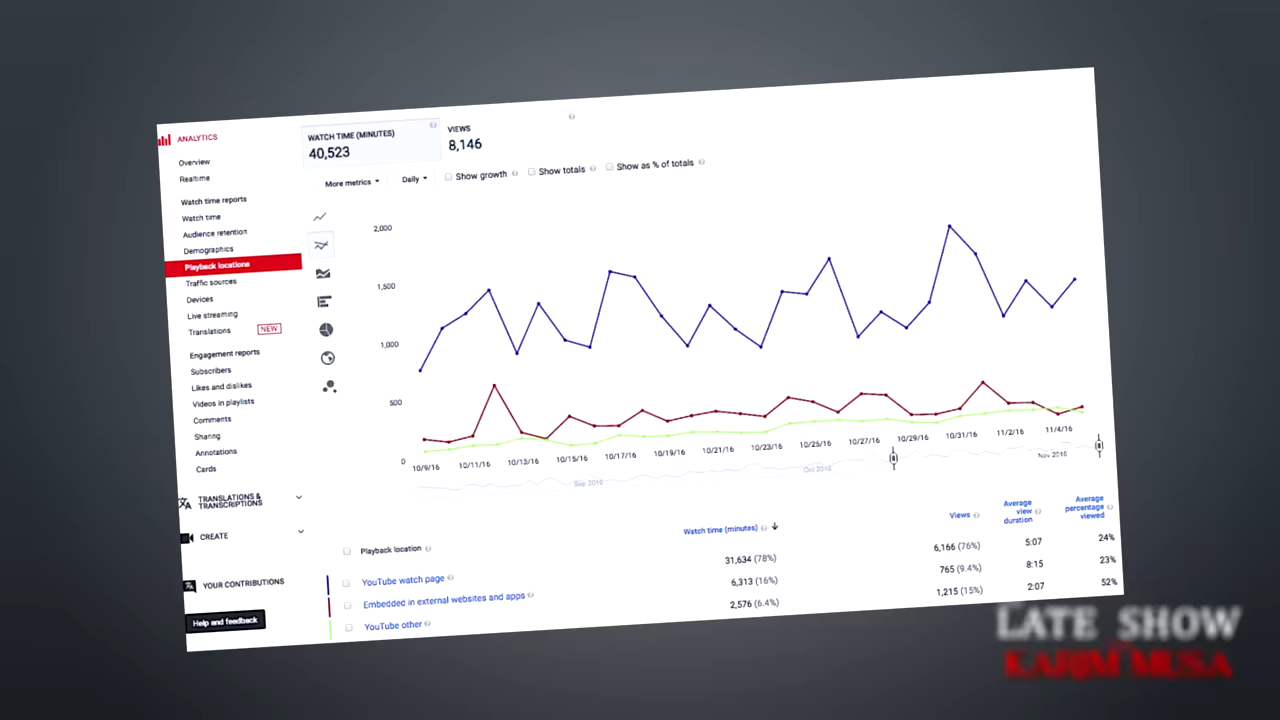 ANALYTICS
Overview
Realtime
Watch time reports
Watch time
Audience retention
Demographics
Playback locations
Traffic sources
Devices
Live streaming
Translations NEW
Engagement reports
Subscribers
Likes and dislikes
Videos in playlists
Comments
Sharing
Annotations
Cards
TRANSLATIONS &
TRANSCRIPTIONS
CREATE
YOUR CONTRIBUTIONS
Help and feedback
WATCH TIME (MINUTES)
40,523
VIEWS
8,146
More metrics Daily Show growth Show totals Show as % of totals
2,000
1,500
1,000
500
0
10/9/16 10/11/16 10/13/16 10/15/16 10/17/16 10/19/16 10/21/16 10/23/16 10/25/16 10/27/16 10/29/16 10/31/16 11/2/16 11/4/16
Sep 2016 Oct 2016 Nov 2016
Playback location Watch time (minutes) Views Average view duration Average percentage viewed
YouTube watch page 31,634 (78%) 6,166 (76%) 5:07 24%
Embedded in external websites and apps 6,313 (16%) 765 (9.4%) 8:15 23%
YouTube other 2,576 (6.4%) 1,215 (15%) 2:07 52%
LATE SHOW
KARIM MUSA